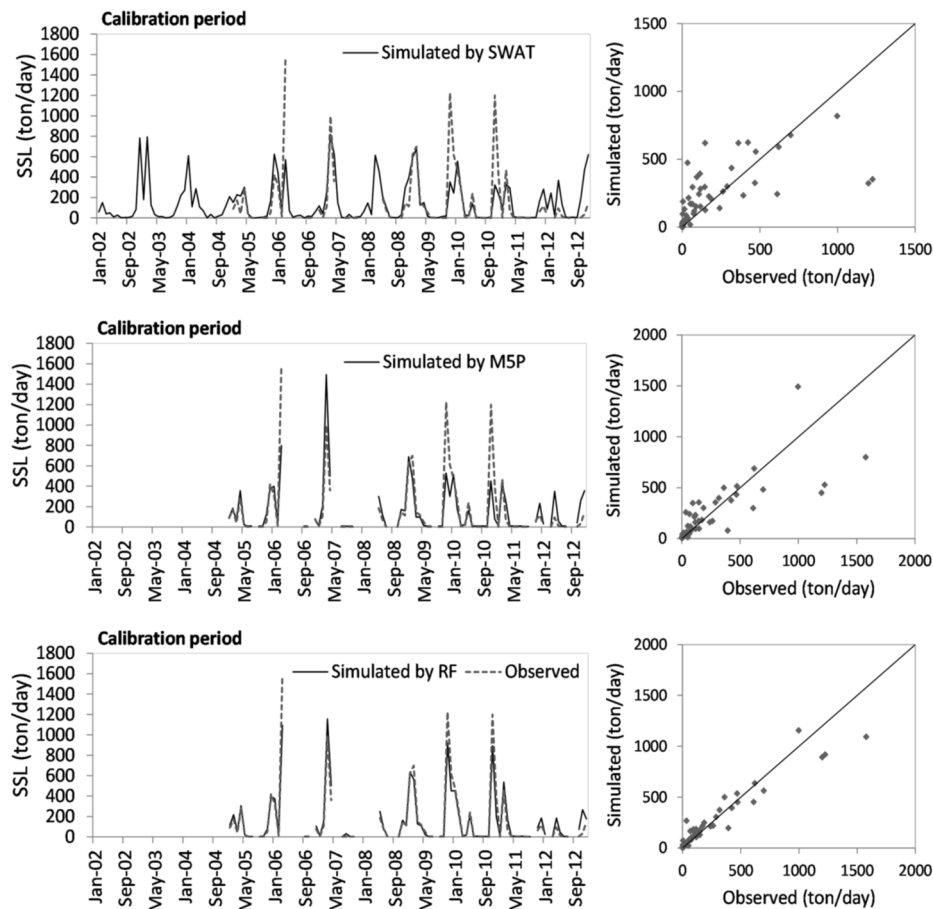 Calibration period
SSL (ton/day)
1800
1600
1400
1200
1000
800
600
400
200
0
Simulated by SWAT
Jan-02
Sep-02
May-03
Jan-04
Sep-04
May-05
Jan-06
Sep-06
May-07
Jan-08
Sep-08
May-09
Jan-10
Sep-10
May-11
Jan-12
Sep-12
Simulated (ton/day)
1500
1000
500
0
0
500
1000
1500
Observed (ton/day)
Calibration period
SSL (ton/day)
1800
1600
1400
1200
1000
800
600
400
200
0
Simulated by M5P
Jan-02
Sep-02
May-03
Jan-04
Sep-04
May-05
Jan-06
Sep-06
May-07
Jan-08
Sep-08
May-09
Jan-10
Sep-10
May-11
Jan-12
Sep-12
Simulated (ton/day)
2000
1500
1000
500
0
0
500
1000
1500
2000
Observed (ton/day)
Calibration period
SSL (ton/day)
1800
1600
1400
1200
1000
800
600
400
200
0
Simulated by RF
Observed
Jan-02
Sep-02
May-03
Jan-04
Sep-04
May-05
Jan-06
Sep-06
May-07
Jan-08
Sep-08
May-09
Jan-10
Sep-10
May-11
Jan-12
Sep-12
Simulated (ton/day)
2000
1500
1000
500
0
0
500
1000
1500
2000
Observed (ton/day)